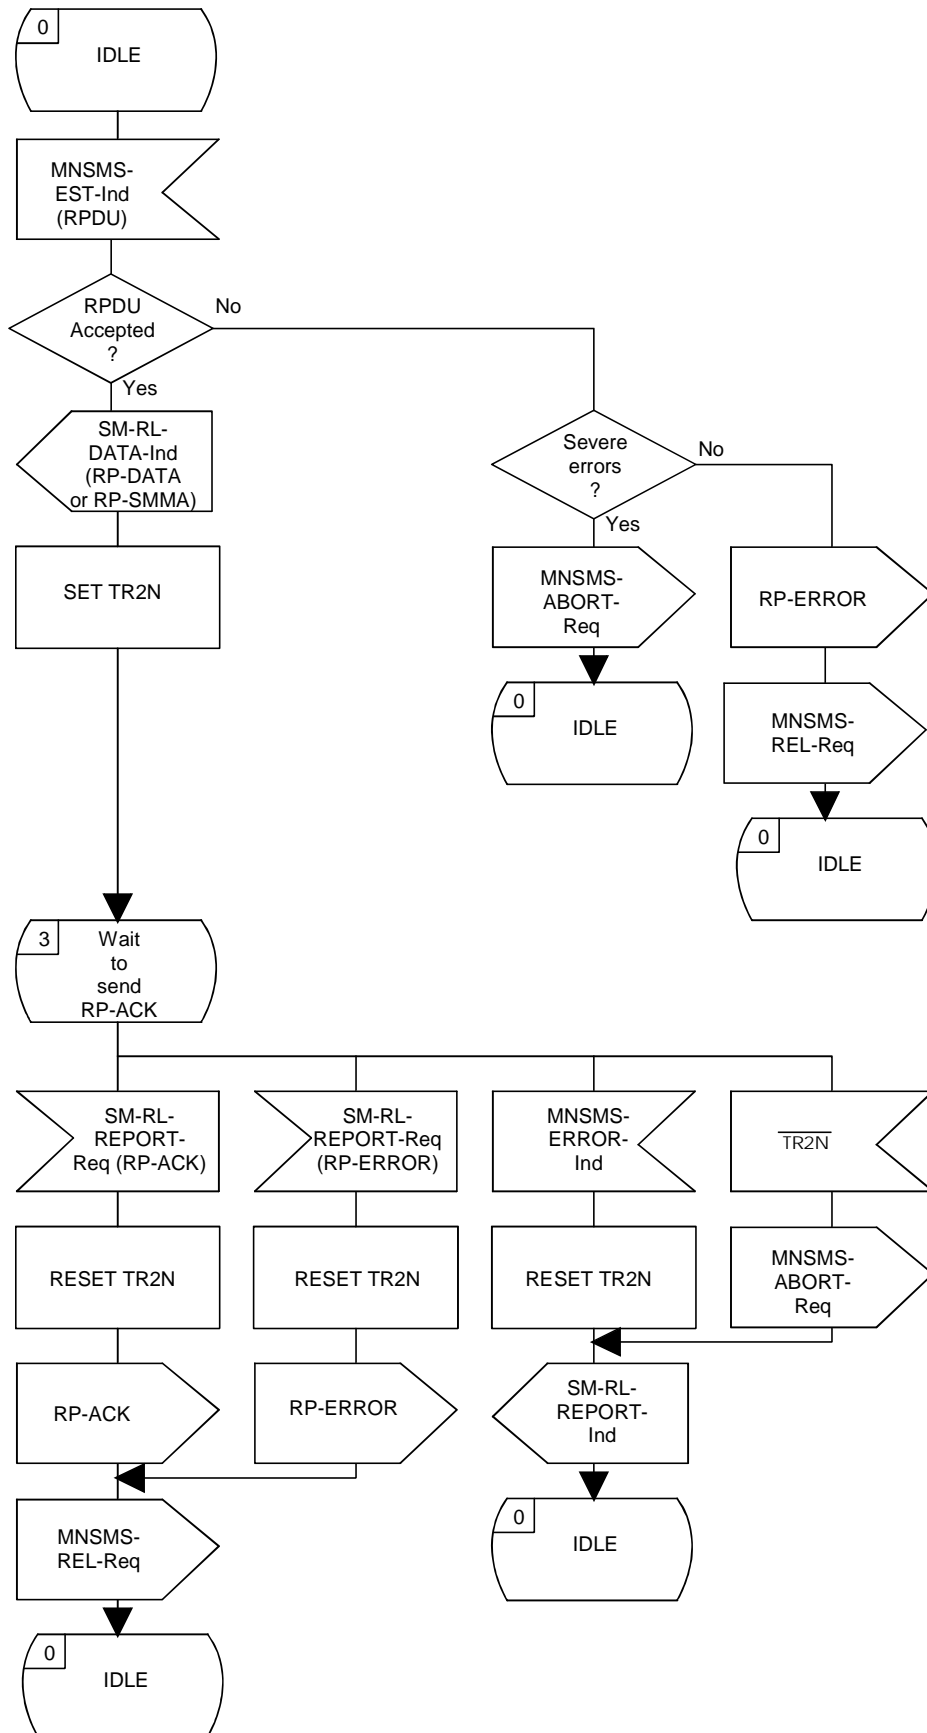 0
IDLE
MNSMS-
EST-Ind
(RPDU)
RPDU
Accepted
?
No
Yes
SM-RL-
DATA-Ind
(RP-DATA
or RP-SMMA)
Severe
errors
?
No
Yes
SET TR2N
MNSMS-
ABORT-
Req
RP-ERROR
0
IDLE
MNSMS-
REL-Req
0
IDLE
3
Wait
to
send
RP-ACK
SM-RL-
REPORT-
Req (RP-ACK)
SM-RL-
REPORT-Req
(RP-ERROR)
MNSMS-
ERROR-
Ind
TR2N
RESET TR2N
RESET TR2N
RESET TR2N
MNSMS-
ABORT-
Req
RP-ACK
RP-ERROR
SM-RL-
REPORT-
Ind
MNSMS-
REL-Req
0
IDLE
0
IDLE